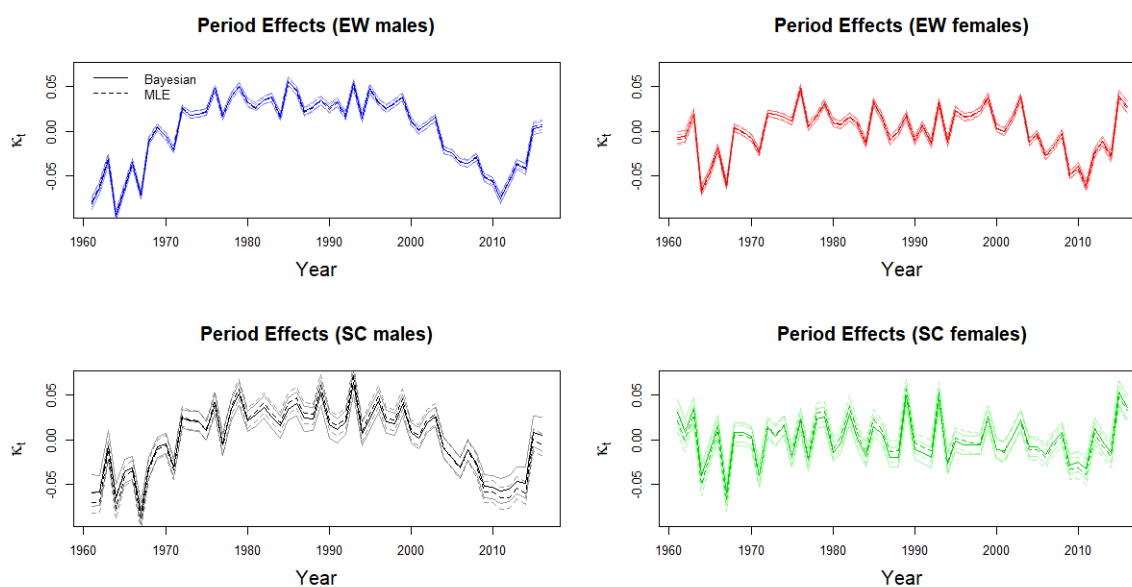 Period Effects (EW males)
κt
0.05
0.00
-0.05
Bayesian
MLE
1960 1970 1980 1990 2000 2010
Year
Period Effects (EW females)
κt
0.05
0.00
-0.05
1960 1970 1980 1990 2000 2010
Year
Period Effects (SC males)
κt
0.05
0.00
-0.05
1960 1970 1980 1990 2000 2010
Year
Period Effects (SC females)
κt
0.05
0.00
-0.05
1960 1970 1980 1990 2000 2010
Year